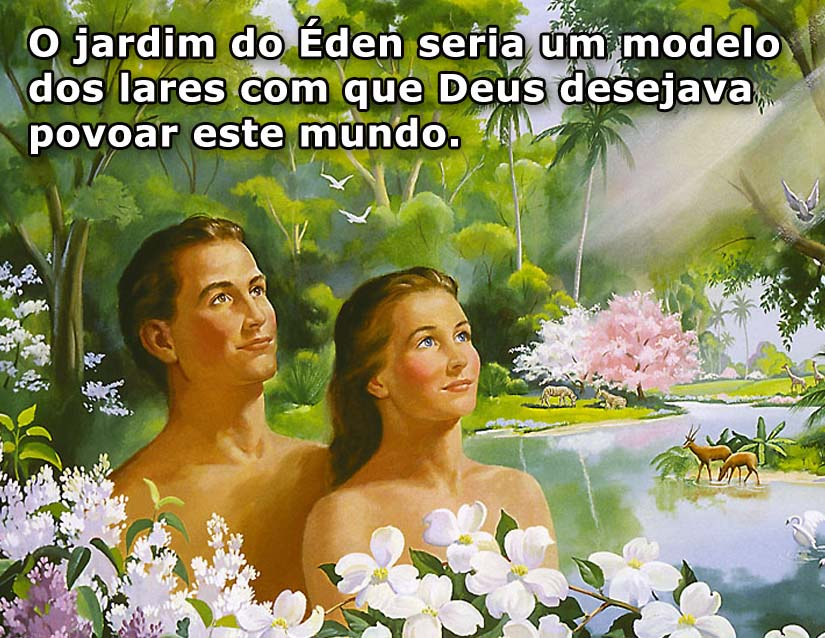 O jardim do Éden seria um modelo
dos lares com que Deus desejava
povoar este mundo.